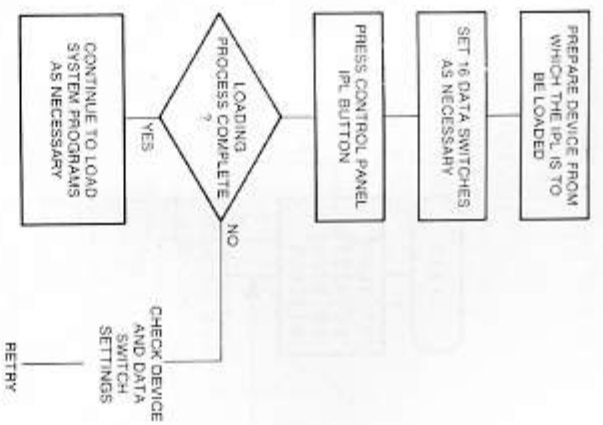 PREPARE DEVICE FROM
WHICH THE IPL IS TO
BE LOADED
SET 16 DATA SWITCHES
AS NECESSARY
PRESS CONTROL PANEL
IPL BUTTON
LOADING
PROCESS COMPLETE
?
NO
YES
CHECK DEVICE
AND DATA
SWITCH
SETTINGS
RETRY
CONTINUE TO LOAD
SYSTEM PROGRAMS
AS NECESSARY